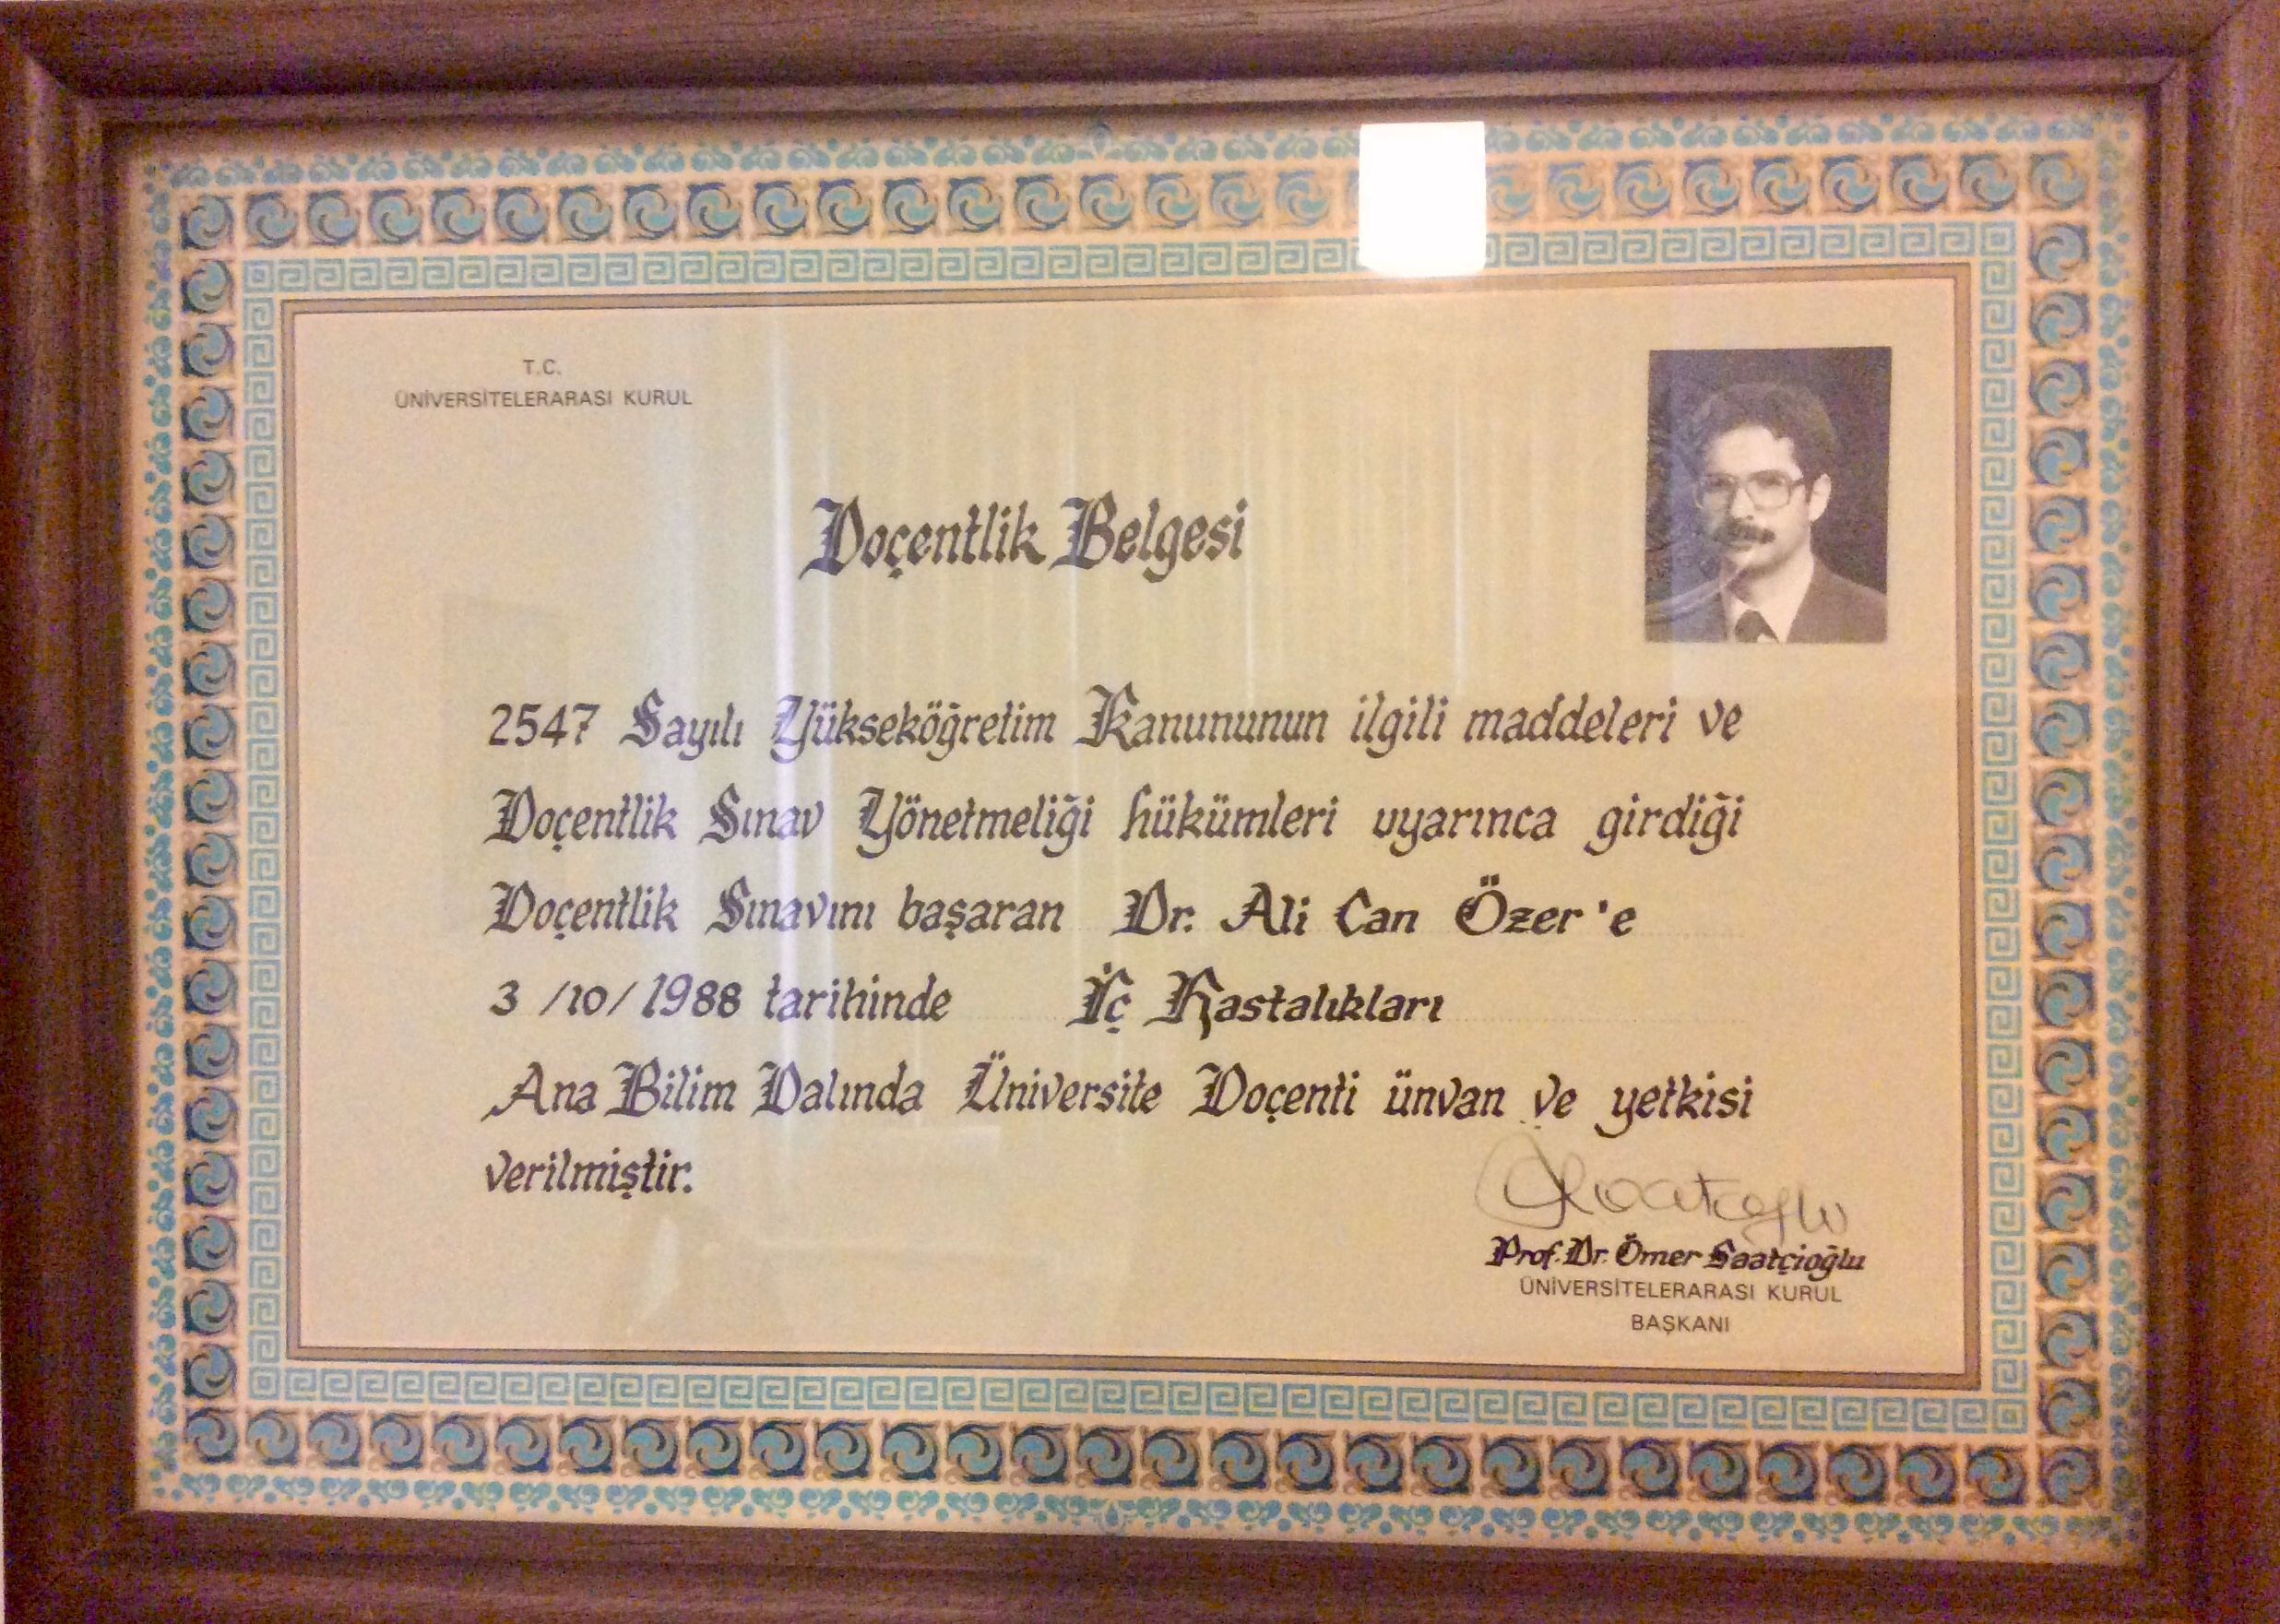 T.C.
ÜNİVERSİTELERARASI KURUL
Doçentlik Belgesi
2547 Sayılı Yükseköğretim Kanununun ilgili maddeleri ve
Doçentlik Sınav Yönetmeliği hükümleri uyarınca girdiği
Doçentlik Sınavını başaran Dr. Ali Can Özer'e
3 /10/ 1988 tarihinde İç Hastalıkları
Ana Bilim Dalında Üniversite Doçenti ünvan ve yetkisi
verilmiştir.
Prof. Dr. Ömer Saatçioğlu
ÜNİVERSİTELERARASI KURUL
BAŞKANI